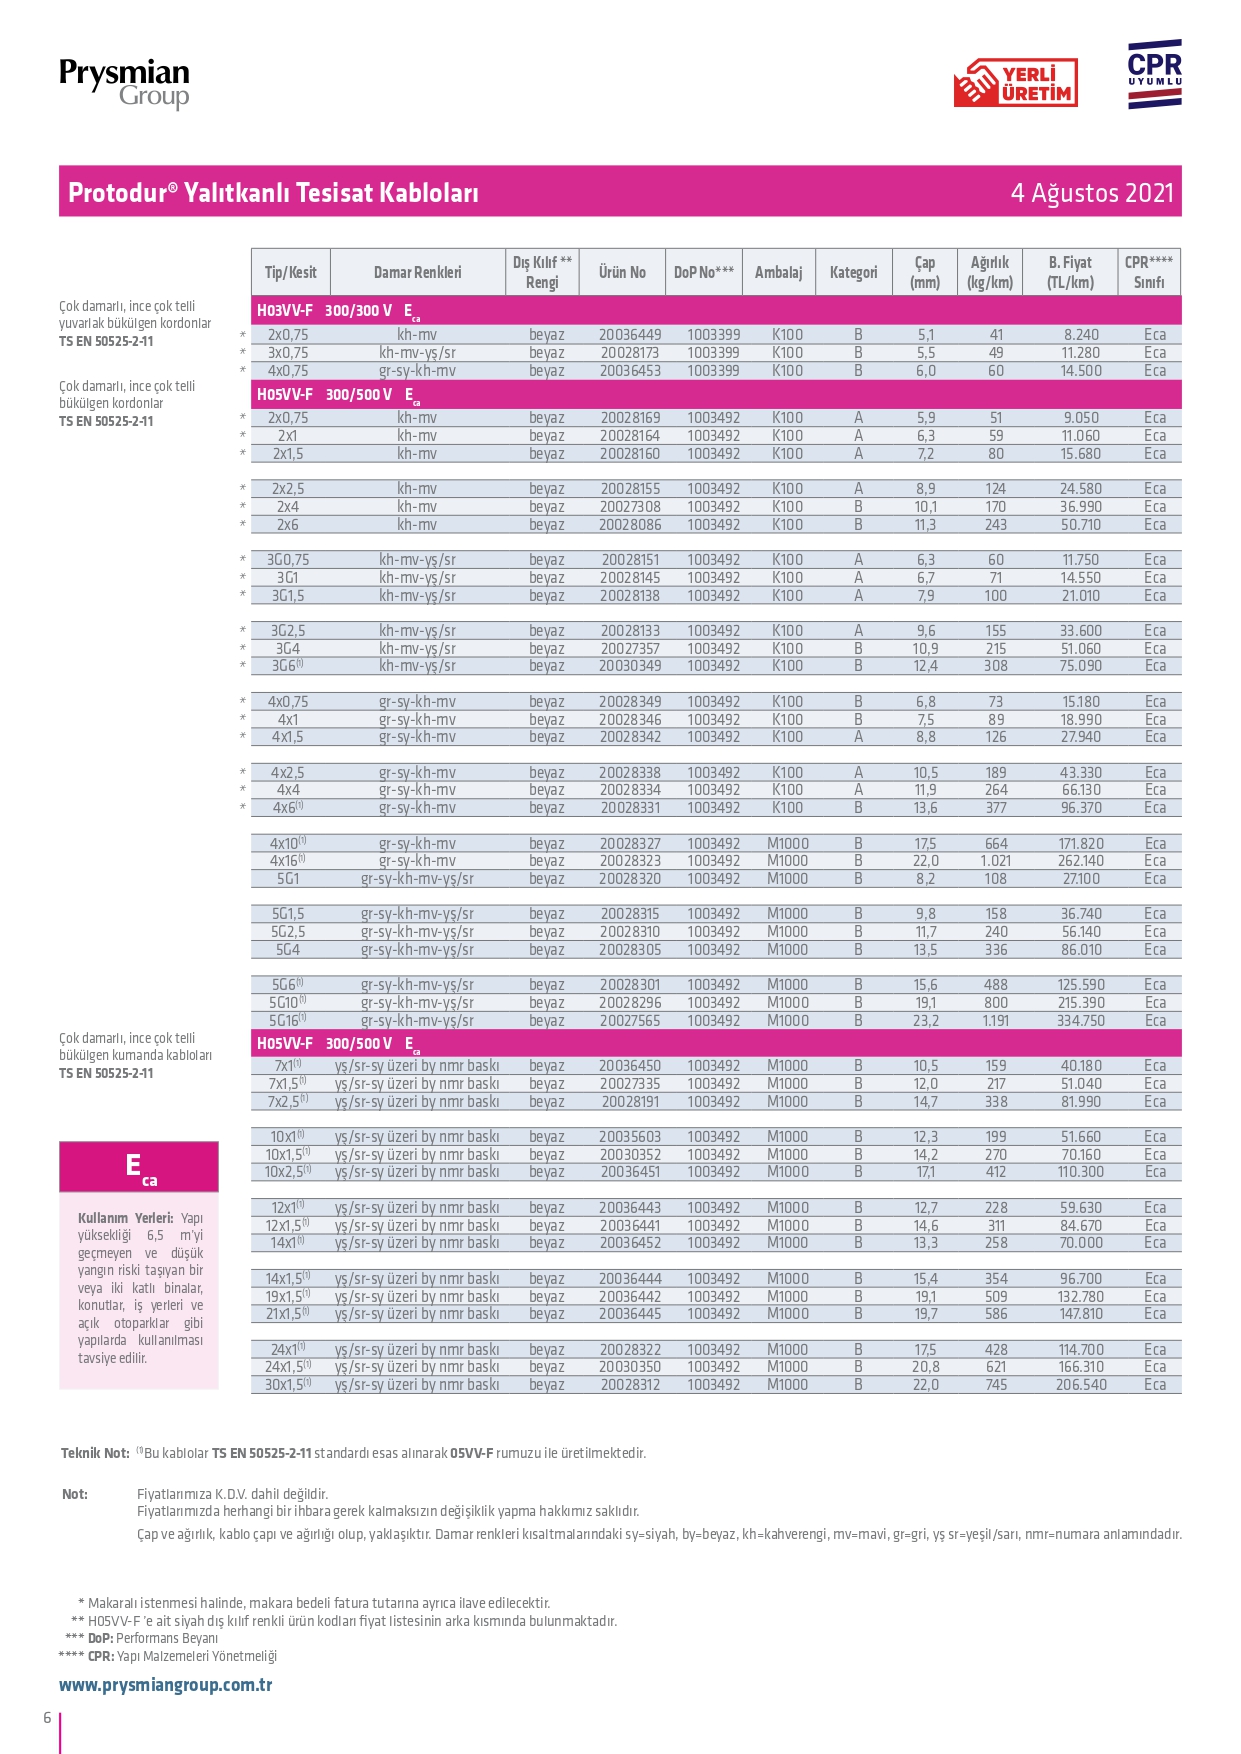 Prysmian
Group
YERLİ
ÜRETİM
CPR
UYUMLU
Protodur® Yalıtkanlı Tesisat Kabloları 4 Ağustos 2021
Tip/Kesit Damar Renkleri Dış Kılıf ** Rengi Ürün No DoP No*** Ambalaj Kategori Çap (mm) Ağırlık (kg/km) B. Fiyat (TL/km) CPR**** Sınıfı
Çok damarlı, ince çok telli
yuvarlak bükülgen kordonlar
TS EN 50525-2-11
H03VV-F 300/300 V Eca
* 2x0,75 kh-mv beyaz 20036449 1003399 K100 B 5,1 41 8.240 Eca
* 3x0,75 kh-mv-yş/sr beyaz 20028173 1003399 K100 B 5,5 49 11.280 Eca
* 4x0,75 gr-sy-kh-mv beyaz 20036453 1003399 K100 B 6,0 60 14.500 Eca
Çok damarlı, ince çok telli
bükülgen kordonlar
TS EN 50525-2-11
H05VV-F 300/500 V Eca
* 2x0,75 kh-mv beyaz 20028169 1003492 K100 A 5,9 51 9.050 Eca
* 2x1 kh-mv beyaz 20028164 1003492 K100 A 6,3 59 11.060 Eca
* 2x1,5 kh-mv beyaz 20028160 1003492 K100 A 7,2 80 15.680 Eca
* 2x2,5 kh-mv beyaz 20028155 1003492 K100 A 8,9 124 24.580 Eca
* 2x4 kh-mv beyaz 20027308 1003492 K100 B 10,1 170 36.990 Eca
* 2x6 kh-mv beyaz 20028086 1003492 K100 B 11,3 243 50.710 Eca
* 3G0,75 kh-mv-yş/sr beyaz 20028151 1003492 K100 A 6,3 60 11.750 Eca
* 3G1 kh-mv-yş/sr beyaz 20028145 1003492 K100 A 6,7 71 14.550 Eca
* 3G1,5 kh-mv-yş/sr beyaz 20028138 1003492 K100 A 7,9 100 21.010 Eca
* 3G2,5 kh-mv-yş/sr beyaz 20028133 1003492 K100 A 9,6 155 33.600 Eca
* 3G4 kh-mv-yş/sr beyaz 20027357 1003492 K100 B 10,9 215 51.060 Eca
* 3G6(1) kh-mv-yş/sr beyaz 20030349 1003492 K100 B 12,4 308 75.090 Eca
* 4x0,75 gr-sy-kh-mv beyaz 20028349 1003492 K100 B 6,8 73 15.180 Eca
* 4x1 gr-sy-kh-mv beyaz 20028346 1003492 K100 B 7,5 89 18.990 Eca
* 4x1,5 gr-sy-kh-mv beyaz 20028342 1003492 K100 A 8,8 126 27.940 Eca
* 4x2,5 gr-sy-kh-mv beyaz 20028338 1003492 K100 A 10,5 189 43.330 Eca
* 4x4 gr-sy-kh-mv beyaz 20028334 1003492 K100 A 11,9 264 66.130 Eca
* 4x6(1) gr-sy-kh-mv beyaz 20028331 1003492 K100 B 13,6 377 96.370 Eca
4x10(1) gr-sy-kh-mv beyaz 20028327 1003492 M1000 B 17,5 664 171.820 Eca
4x16(1) gr-sy-kh-mv beyaz 20028323 1003492 M1000 B 22,0 1.021 262.140 Eca
5G1 gr-sy-kh-mv-yş/sr beyaz 20028320 1003492 M1000 B 8,2 108 27.100 Eca
5G1,5 gr-sy-kh-mv-yş/sr beyaz 20028315 1003492 M1000 B 9,8 158 36.740 Eca
5G2,5 gr-sy-kh-mv-yş/sr beyaz 20028310 1003492 M1000 B 11,7 240 56.140 Eca
5G4 gr-sy-kh-mv-yş/sr beyaz 20028305 1003492 M1000 B 13,5 336 86.010 Eca
5G6(1) gr-sy-kh-mv-yş/sr beyaz 20028301 1003492 M1000 B 15,6 488 125.590 Eca
5G10(1) gr-sy-kh-mv-yş/sr beyaz 20028296 1003492 M1000 B 19,1 800 215.390 Eca
5G16(1) gr-sy-kh-mv-yş/sr beyaz 20027565 1003492 M1000 B 23,2 1.191 334.750 Eca
Çok damarlı, ince çok telli
bükülgen kumanda kabloları
TS EN 50525-2-11
H05VV-F 300/500 V Eca
7x1(1) yş/sr-sy üzeri by nmr baskı beyaz 20036450 1003492 M1000 B 10,5 159 40.180 Eca
7x1,5(1) yş/sr-sy üzeri by nmr baskı beyaz 20027335 1003492 M1000 B 12,0 217 51.040 Eca
7x2,5(1) yş/sr-sy üzeri by nmr baskı beyaz 20028191 1003492 M1000 B 14,7 338 81.990 Eca
10x1(1) yş/sr-sy üzeri by nmr baskı beyaz 20035603 1003492 M1000 B 12,3 199 51.660 Eca
10x1,5(1) yş/sr-sy üzeri by nmr baskı beyaz 20030352 1003492 M1000 B 14,2 270 70.160 Eca
10x2,5(1) yş/sr-sy üzeri by nmr baskı beyaz 20036451 1003492 M1000 B 17,1 412 110.300 Eca
12x1(1) yş/sr-sy üzeri by nmr baskı beyaz 20036443 1003492 M1000 B 12,7 228 59.630 Eca
12x1,5(1) yş/sr-sy üzeri by nmr baskı beyaz 20036441 1003492 M1000 B 14,6 311 84.670 Eca
14x1(1) yş/sr-sy üzeri by nmr baskı beyaz 20036452 1003492 M1000 B 13,3 258 70.000 Eca
14x1,5(1) yş/sr-sy üzeri by nmr baskı beyaz 20036444 1003492 M1000 B 15,4 354 96.700 Eca
19x1,5(1) yş/sr-sy üzeri by nmr baskı beyaz 20036442 1003492 M1000 B 19,1 509 132.780 Eca
21x1,5(1) yş/sr-sy üzeri by nmr baskı beyaz 20036445 1003492 M1000 B 19,7 586 147.810 Eca
24x1(1) yş/sr-sy üzeri by nmr baskı beyaz 20028322 1003492 M1000 B 17,5 428 114.700 Eca
24x1,5(1) yş/sr-sy üzeri by nmr baskı beyaz 20030350 1003492 M1000 B 20,8 621 166.310 Eca
30x1,5(1) yş/sr-sy üzeri by nmr baskı beyaz 20028312 1003492 M1000 B 22,0 745 206.540 Eca
Eca
Kullanım Yerleri: Yapı
yüksekliği 6,5 m'yi
geçmeyen ve düşük
yangın riski taşıyan bir
veya iki katlı binalar,
konutlar, iş yerleri ve
açık otoparklar gibi
yapılarda kullanılması
tavsiye edilir.
Teknik Not: (1)Bu kablolar TS EN 50525-2-11 standardı esas alınarak 05VV-F rumuzu ile üretilmektedir.
Not: Fiyatlarımıza K.D.V. dahil değildir.
Fiyatlarımızda herhangi bir ihbara gerek kalmaksızın değişiklik yapma hakkımız saklıdır.
Çap ve ağırlık, kablo çapı ve ağırlığı olup, yaklaşıktır. Damar renkleri kısaltmalarındaki sy=siyah, by=beyaz, kh=kahverengi, mv=mavi, gr=gri, yş sr=yeşil/sarı, nmr=numara anlamındadır.
* Makaralı istenmesi halinde, makara bedeli fatura tutarına ayrıca ilave edilecektir.
** H05VV-F 'e ait siyah dış kılıf renkli ürün kodları fiyat listesinin arka kısmında bulunmaktadır.
*** DoP: Performans Beyanı
**** CPR: Yapı Malzemeleri Yönetmeliği
www.prysmiangroup.com.tr
6